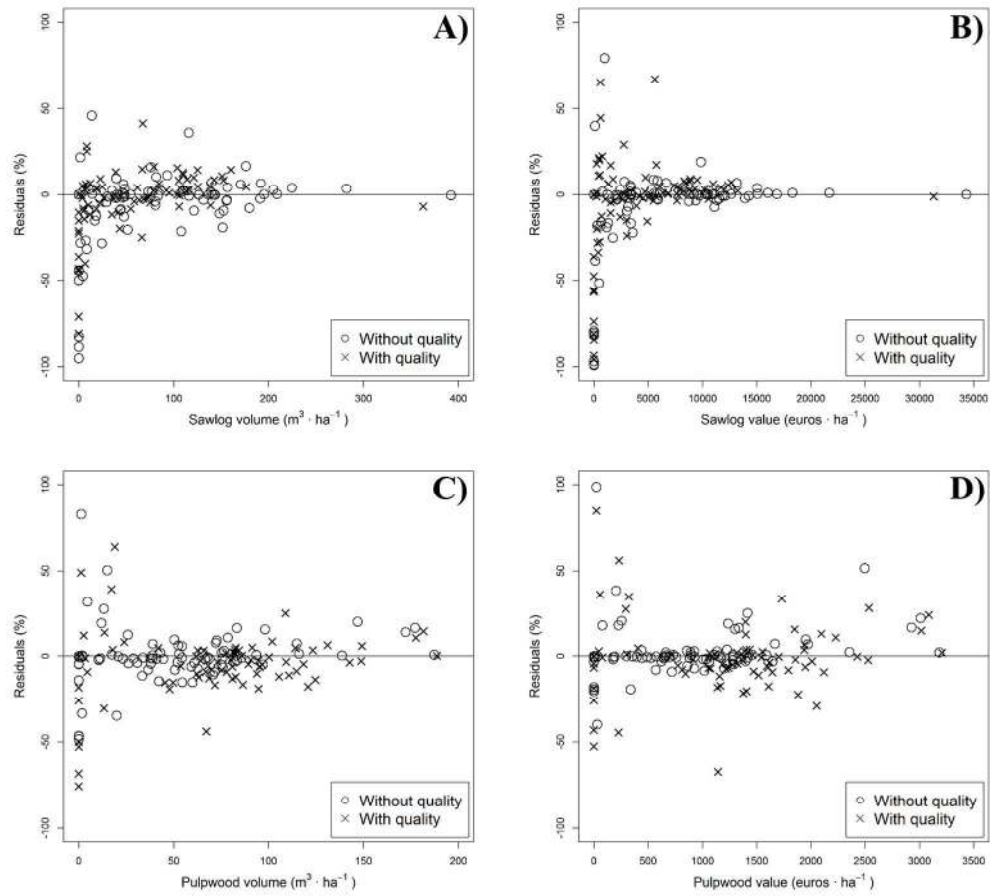 A)
100
50
0
-50
-100
Residuals (%)
0
100
200
300
400
Sawlog volume (m³ · ha⁻¹ )
○ Without quality
× With quality
B)
100
50
0
-50
-100
Residuals (%)
0
5000
10000
15000
20000
25000
30000
35000
Sawlog value (euros · ha⁻¹ )
○ Without quality
× With quality
C)
100
50
0
-50
-100
Residuals (%)
0
50
100
150
200
Pulpwood volume (m³ · ha⁻¹ )
○ Without quality
× With quality
D)
100
50
0
-50
-100
Residuals (%)
0
500
1000
1500
2000
2500
3000
3500
Pulpwood value (euros · ha⁻¹ )
○ Without quality
× With quality